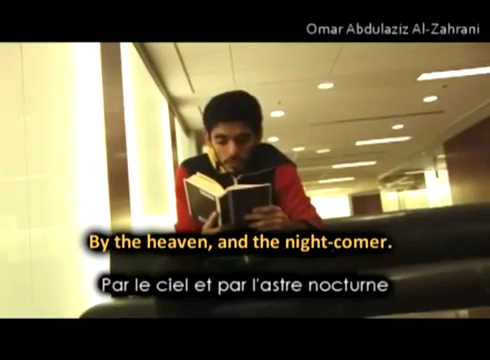 Omar Abdulaziz Al-Zahrani
By the heaven, and the night-comer.
Par le ciel et par l'astre nocturne